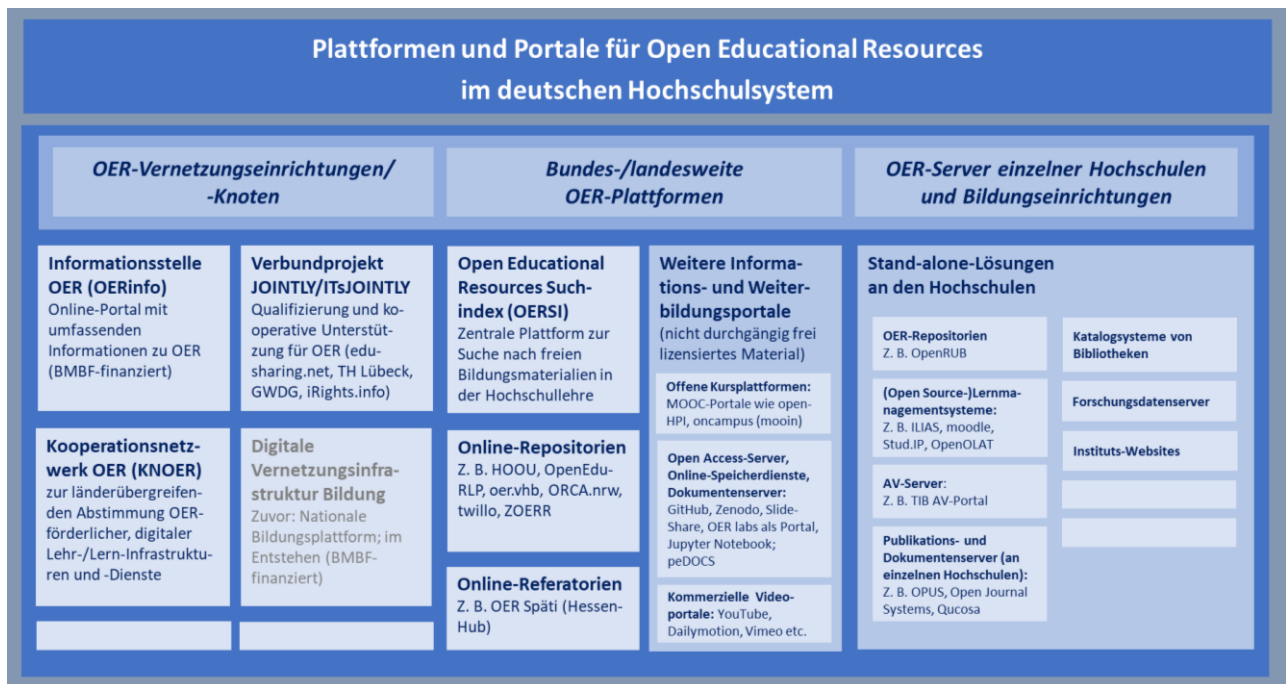 Plattformen und Portale für Open Educational Resources
im deutschen Hochschulsystem
OER-Vernetzungseinrichtungen/
-Knoten
Bundes-/landesweite
OER-Plattformen
OER-Server einzelner Hochschulen
und Bildungseinrichtungen
Informationsstelle
OER (OERinfo)
Online-Portal mit
umfassenden
Informationen zu OER
(BMBF-finanziert)
Verbundprojekt
JOINTLY/ITsJOINTLY
Qualifizierung und ko-
operative Unterstüt-
zung für OER (edu-
sharing.net, TH Lübeck,
GWDG, iRights.info)
Kooperationsnetz-
werk OER (KNOER)
zur länderübergreifen-
den Abstimmung OER-
förderlicher, digitaler
Lehr-/Lern-Infrastruktu-
ren und -Dienste
Digitale
Vernetzungsinfra-
struktur Bildung
Zuvor: Nationale
Bildungsplattform; im
Entstehen (BMBF-
finanziert)
Open Educational
Resources Such-
index (OERSI)
Zentrale Plattform zur
Suche nach freien
Bildungsmaterialien in
der Hochschullehre
Online-Repositorien
Z. B. HOOU, OpenEdu-
RLP, oer.vhb, ORCA.nrw,
twillo, ZOERR
Online-Referatorien
Z. B. OER Späti (Hessen-
Hub)
Weitere Informa-
tions- und Weiter-
bildungsportale
(nicht durchgängig frei
lizensiertes Material)
Offene Kursplattformen:
MOOC-Portale wie open-
HPI, oncampus (mooin)
Open Access-Server,
Online-Speicherdienste,
Dokumentenserver:
GitHub, Zenodo, Slide-
Share, OER labs als Portal,
Jupyter Notebook;
peDOCS
Kommerzielle Video-
portale: YouTube,
Dailymotion, Vimeo etc.
Stand-alone-Lösungen
an den Hochschulen
OER-Repositorien
Z. B. OpenRUB
(Open Source-)Lernma-
nagementsysteme:
Z. B. ILIAS, moodle,
Stud.IP, OpenOLAT
AV-Server:
Z. B. TIB AV-Portal
Publikations- und
Dokumentenserver (an
einzelnen Hochschulen):
Z. B. OPUS, Open Journal
Systems, Qucosa
Katalogsysteme von
Bibliotheken
Forschungsdatenserver
Instituts-Websites